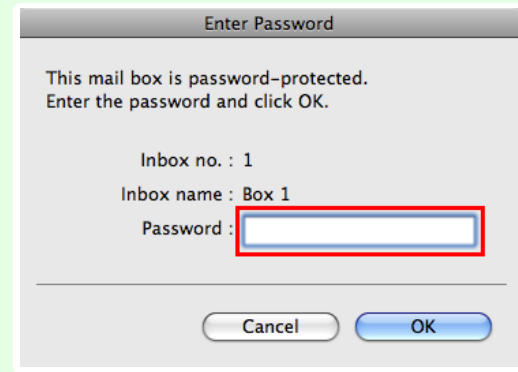 Enter Password
This mail box is password-protected.
Enter the password and click OK.
Inbox no. : 1
Inbox name : Box 1
Password :
Cancel
OK